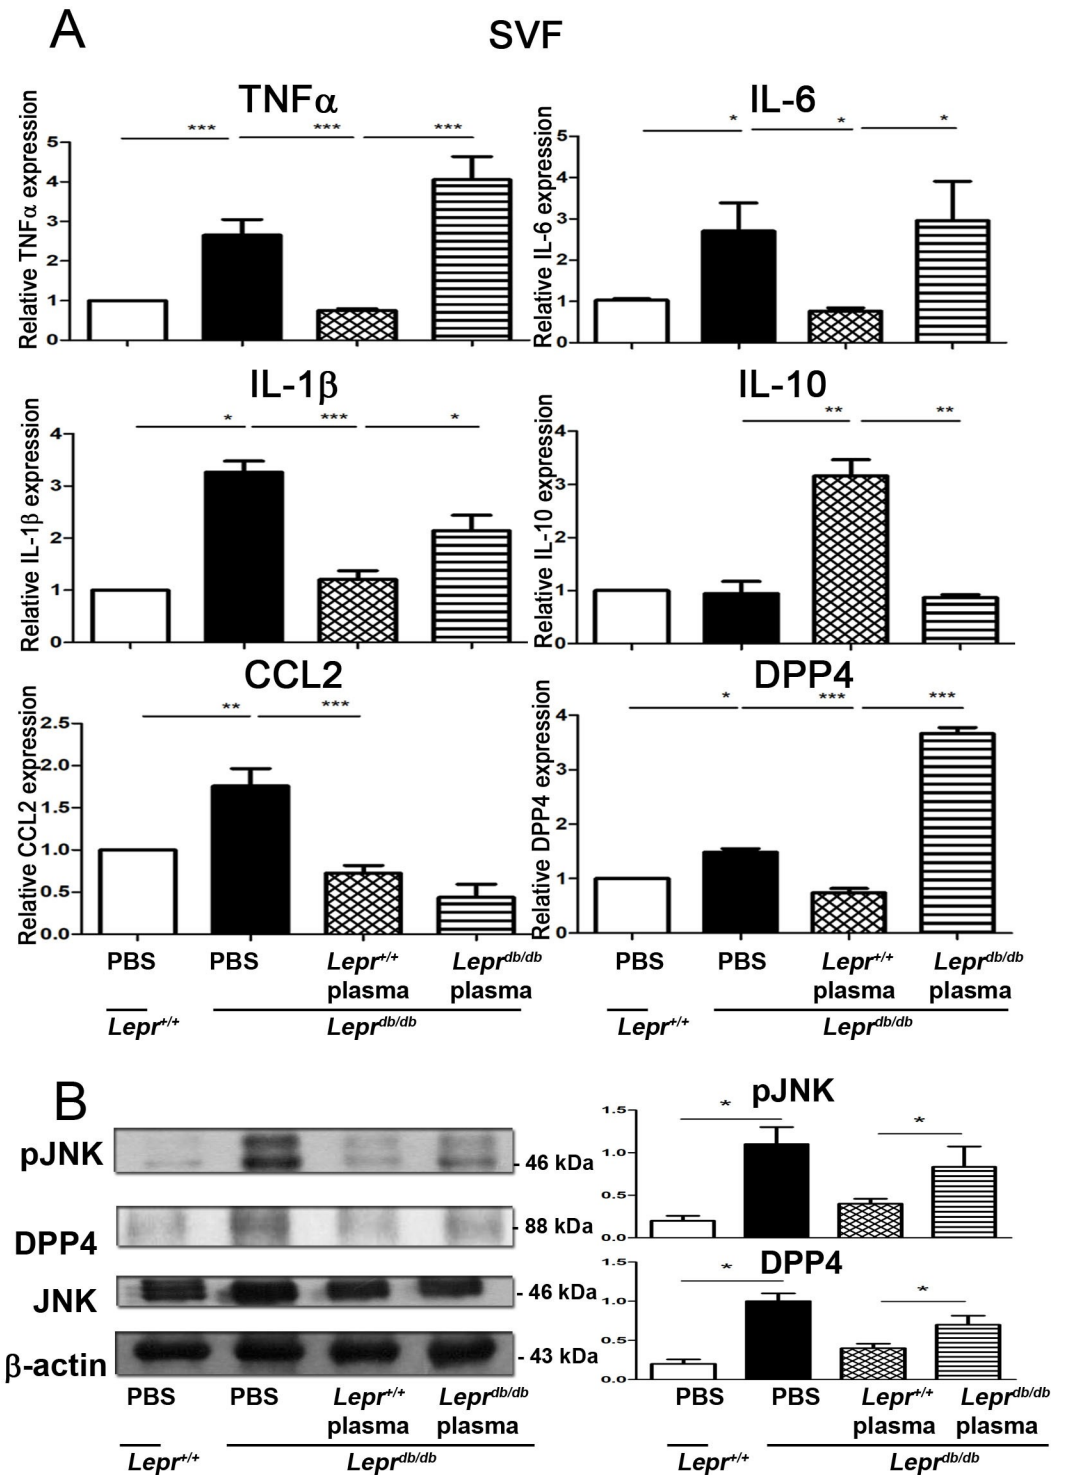 A
SVF
TNFα
IL-6
*** *** ***
* * *
Relative TNFα expression
5
4
3
2
1
0
Relative IL-6 expression
5
4
3
2
1
0
IL-1β
IL-10
* *** *
** **
Relative IL-1β expression
4
3
2
1
0
Relative IL-10 expression
4
3
2
1
0
CCL2
DPP4
** ***
* *** ***
Relative CCL2 expression
2.5
2.0
1.5
1.0
0.5
0.0
Relative DPP4 expression
4
3
2
1
0
PBS PBS Lepr+/+ Leprdb/db
plasma plasma
Lepr+/+ Leprdb/db
PBS PBS Lepr+/+ Leprdb/db
plasma plasma
Lepr+/+ Leprdb/db
B
pJNK
- 46 kDa
DPP4
- 88 kDa
JNK
- 46 kDa
β-actin
- 43 kDa
PBS PBS Lepr+/+ Leprdb/db
plasma plasma
Lepr+/+ Leprdb/db
pJNK
* *
1.5
1.0
0.5
0.0
DPP4
* *
1.5
1.0
0.5
0.0
PBS PBS Lepr+/+ Leprdb/db
plasma plasma
Lepr+/+ Leprdb/db